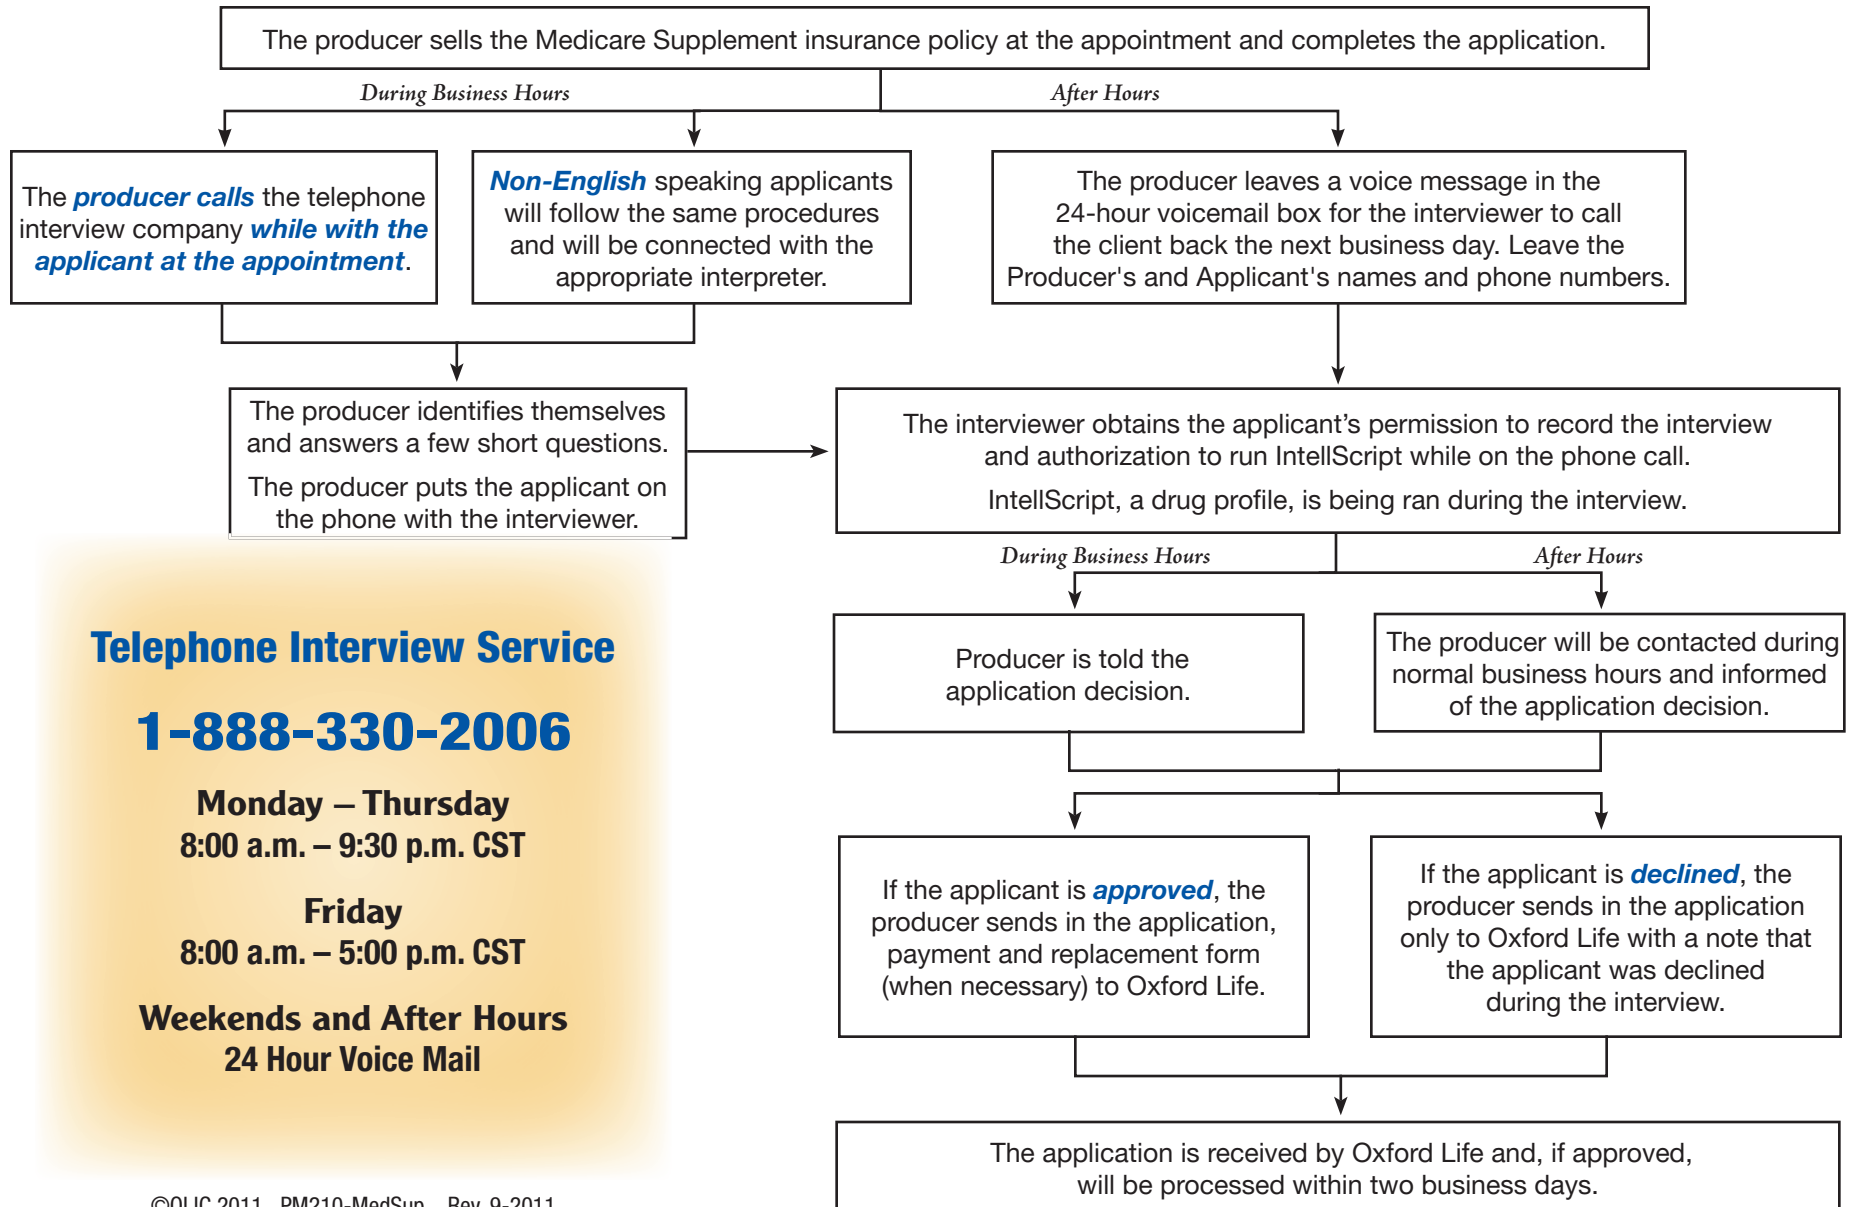 The producer sells the Medicare Supplement insurance policy at the appointment and completes the application.
During Business Hours
After Hours
The producer calls the telephone
interview company while with the
applicant at the appointment.
Non-English speaking applicants
will follow the same procedures
and will be connected with the
appropriate interpreter.
The producer leaves a voice message in the
24-hour voicemail box for the interviewer to call
the client back the next business day. Leave the
Producer's and Applicant's names and phone numbers.
The producer identifies themselves
and answers a few short questions.
The producer puts the applicant on
the phone with the interviewer.
The interviewer obtains the applicant’s permission to record the interview
and authorization to run IntellScript while on the phone call.
IntellScript, a drug profile, is being ran during the interview.
During Business Hours
After Hours
Producer is told the
application decision.
The producer will be contacted during
normal business hours and informed
of the application decision.
If the applicant is approved, the
producer sends in the application,
payment and replacement form
(when necessary) to Oxford Life.
If the applicant is declined, the
producer sends in the application
only to Oxford Life with a note that
the applicant was declined
during the interview.
The application is received by Oxford Life and, if approved,
will be processed within two business days.
Telephone Interview Service
1-888-330-2006
Monday – Thursday
8:00 a.m. – 9:30 p.m. CST
Friday
8:00 a.m. – 5:00 p.m. CST
Weekends and After Hours
24 Hour Voice Mail
©OLIC 2011 PM210-MedSup Rev. 9-2011